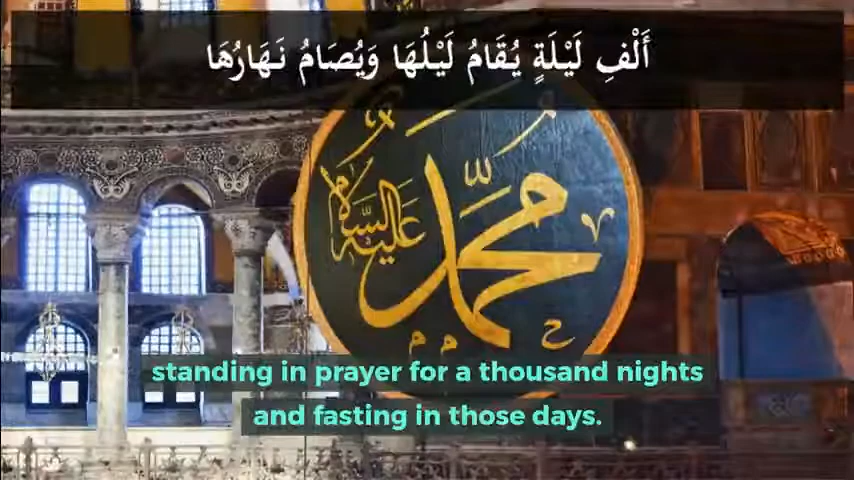 أَلْفِ لَيْلَةٍ يُقَامُ لَيْلُهَا وَيُصَامُ نَهَارُهَا
محمد
عليه السلام
standing in prayer for a thousand nights
and fasting in those days.